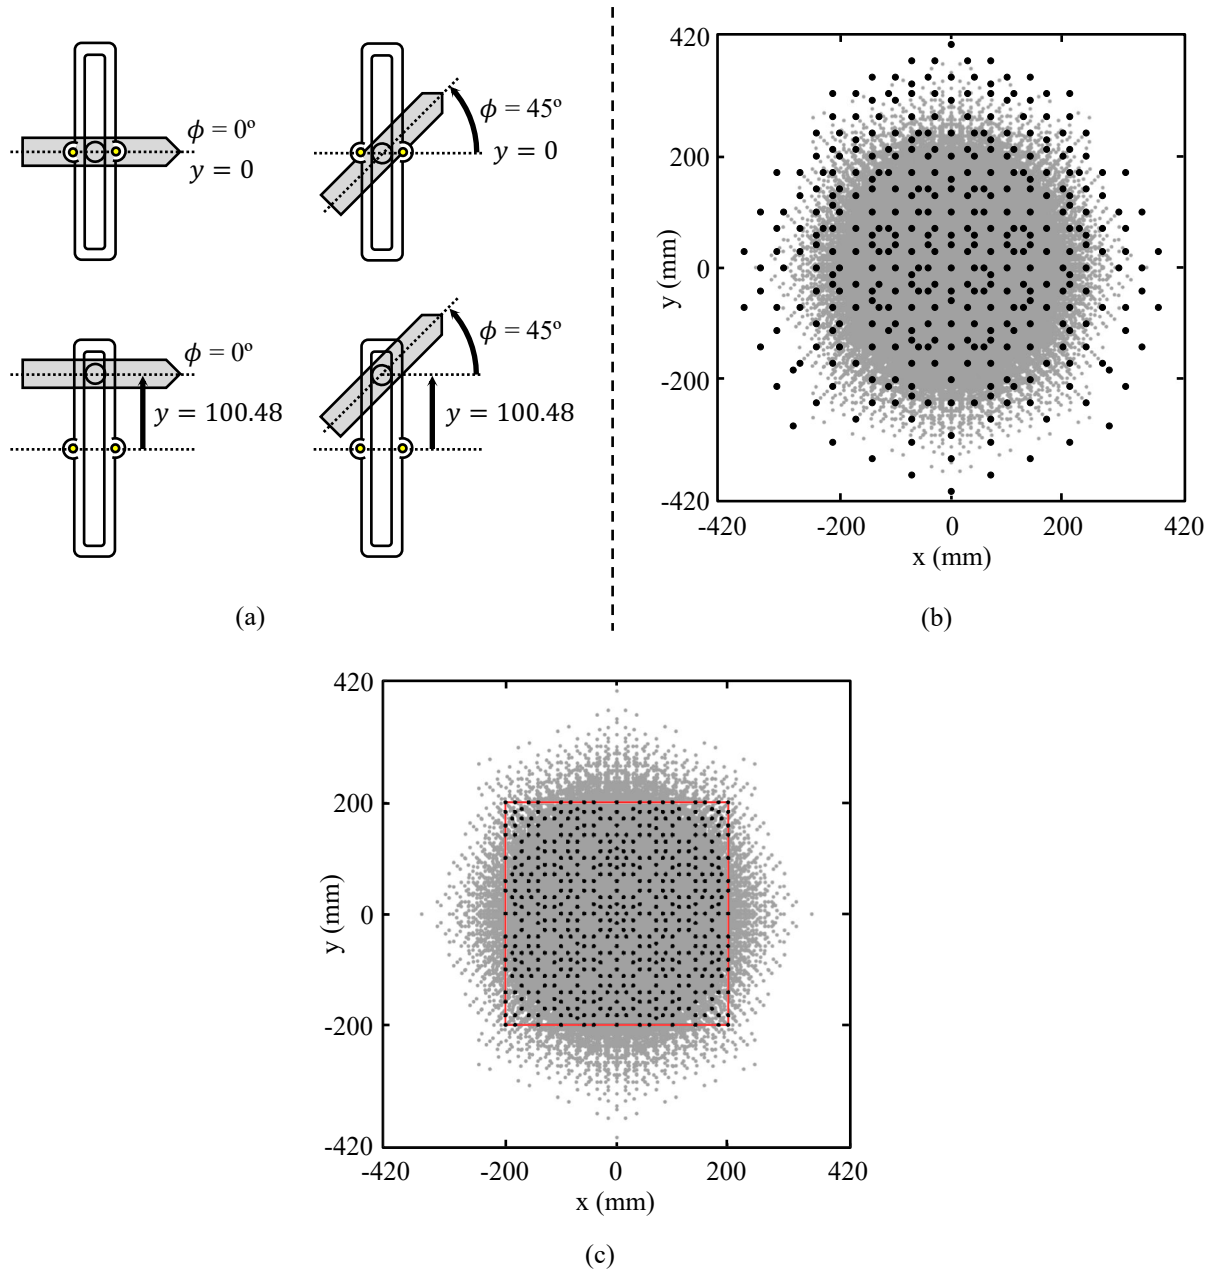 ϕ = 0º
y = 0
ϕ = 45º
y = 0
ϕ = 0º
y = 100.48
ϕ = 45º
y = 100.48
(a)
420
200
0
-200
-420
y (mm)
-420 -200 0 200 420
x (mm)
(b)
420
200
0
-200
-420
y (mm)
-420 -200 0 200 420
x (mm)
(c)